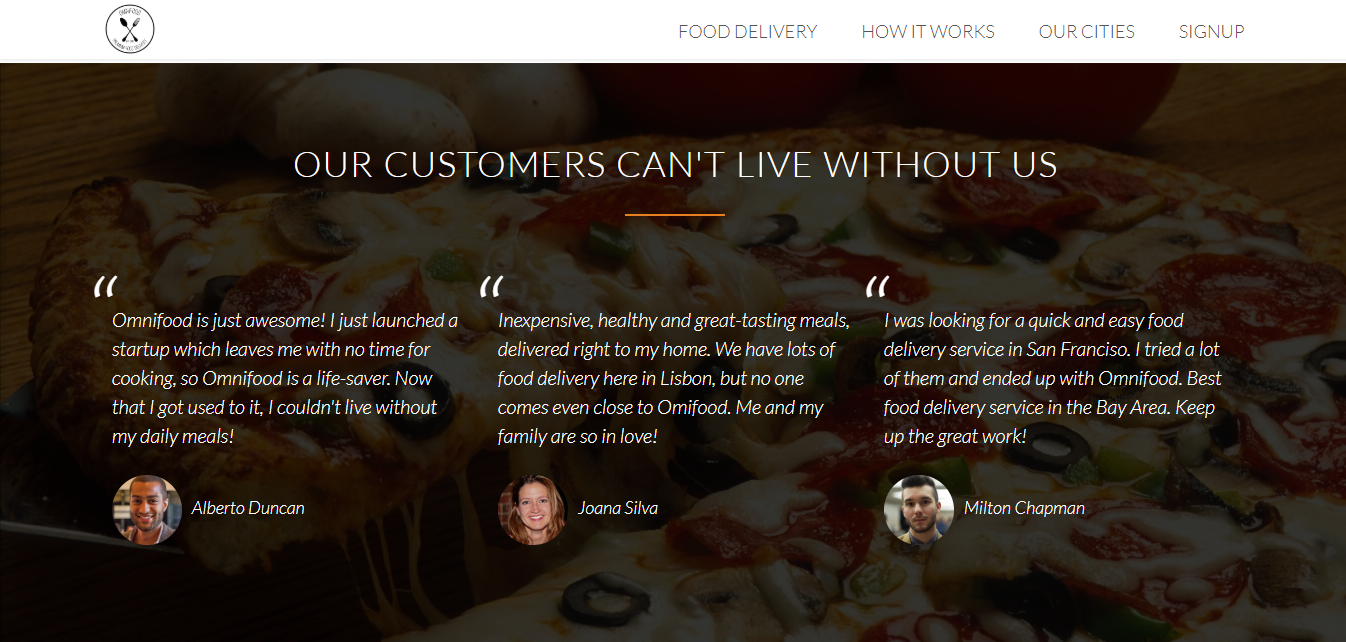 OMNIFOOD
FOOD DELIVERY
HOW IT WORKS
OUR CITIES
SIGNUP
OUR CUSTOMERS CAN'T LIVE WITHOUT US
“
Omnifood is just awesome! I just launched a
startup which leaves me with no time for
cooking, so Omnifood is a life-saver. Now
that I got used to it, I couldn't live without
my daily meals!
Alberto Duncan
“
Inexpensive, healthy and great-tasting meals,
delivered right to my home. We have lots of
food delivery here in Lisbon, but no one
comes even close to Omifood. Me and my
family are so in love!
Joana Silva
“
I was looking for a quick and easy food
delivery service in San Franciso. I tried a lot
of them and ended up with Omnifood. Best
food delivery service in the Bay Area. Keep
up the great work!
Milton Chapman